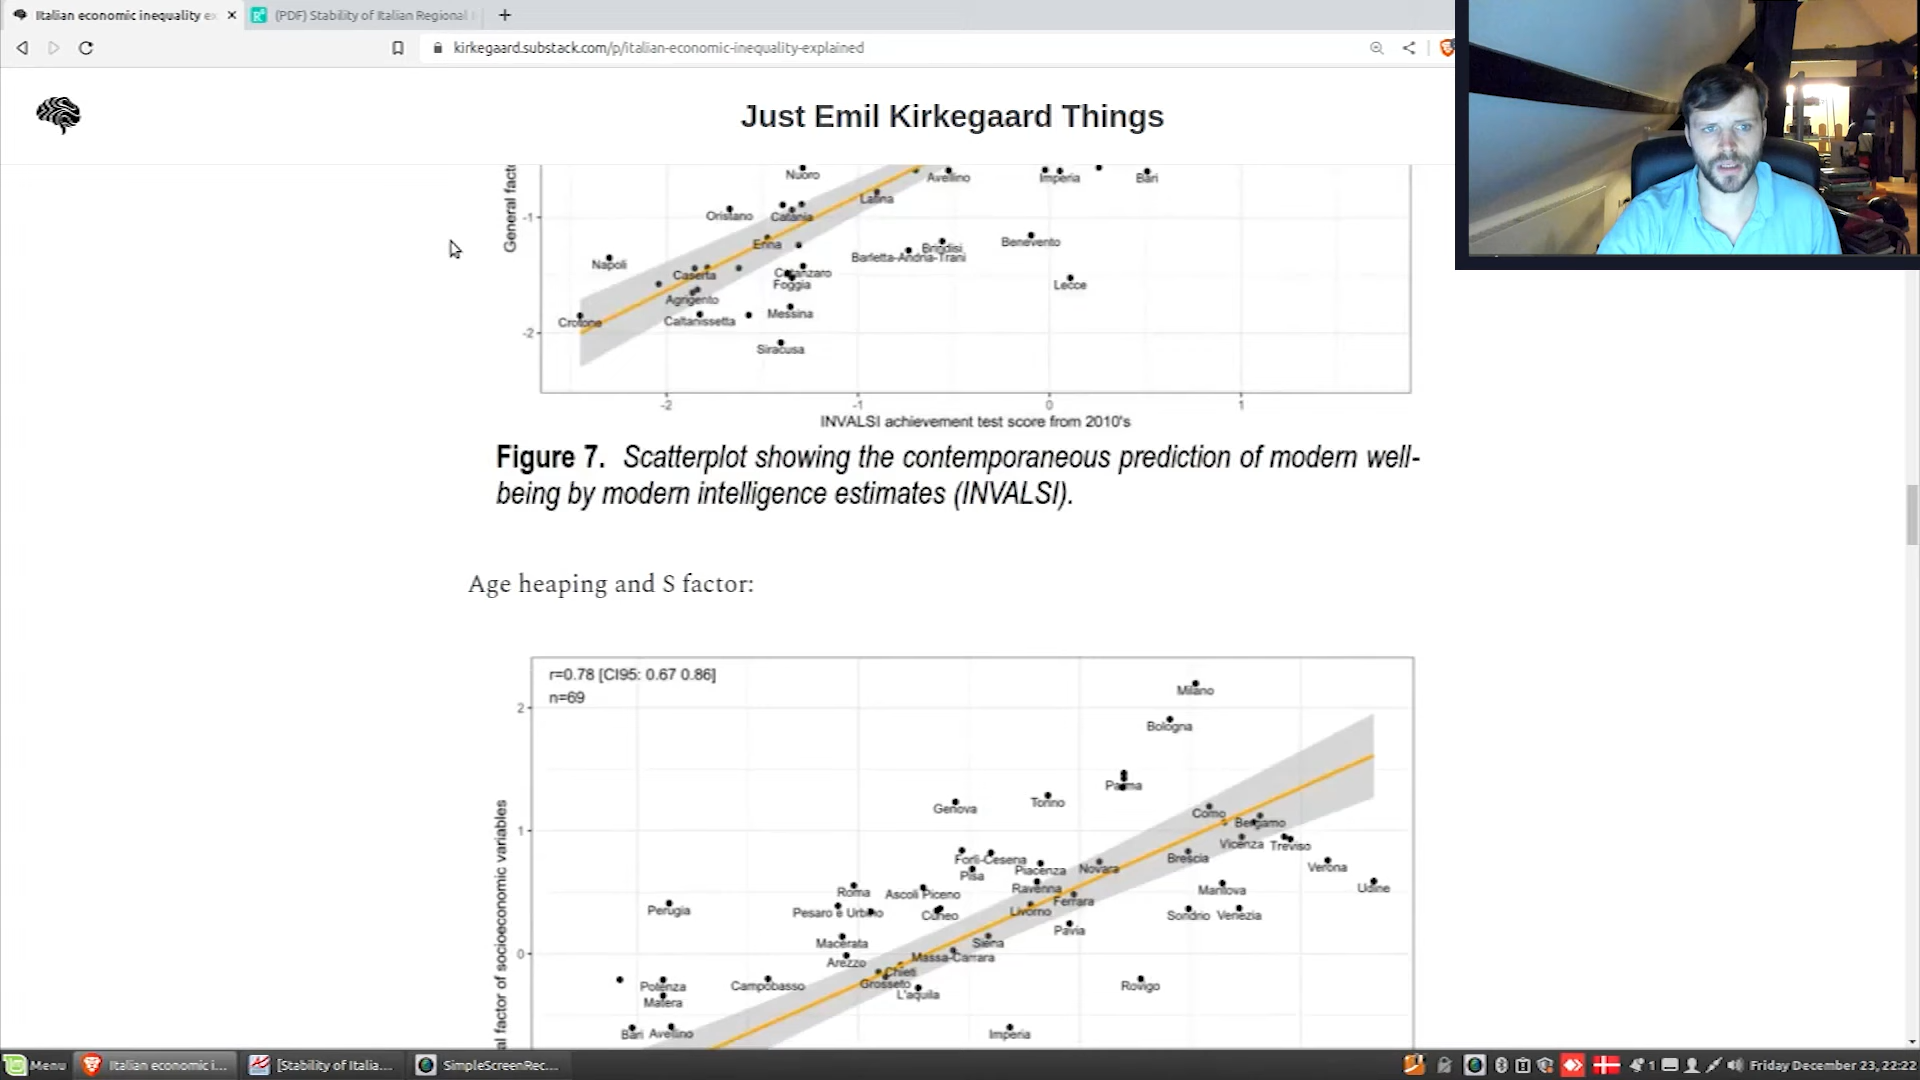 Italian economic inequality ex
(PDF) Stability of Italian Regional
kirkegaard.substack.com/p/italian-economic-inequality-explained
Just Emil Kirkegaard Things
Nuoro
Avellino
Imperia
Bari
Latina
Oristano
Catania
Enna
Benevento
Brindisi
Barletta-Andria-Trani
Napoli
Caserta
Catanzaro
Foggia
Lecce
Agrigento
Crotone
Caltanissetta
Messina
Siracusa
-1
-2
General facto
-2
-1
0
1
INVALSI achievement test score from 2010's
Figure 7. Scatterplot showing the contemporaneous prediction of modern well-
being by modern intelligence estimates (INVALSI).
Age heaping and S factor:
r=0.78 [CI95: 0.67 0.86]
n=69
2
1
0
al factor of socioeconomic variables
Milano
Bologna
Parma
Genova
Torino
Como
Bergamo
Vicenza
Treviso
Forlì-Cesena
Brescia
Pisa
Piacenza
Novara
Verona
Roma
Ascoli Piceno
Ravenna
Mantova
Udine
Ferrara
Perugia
Pesaro e Urbino
Cuneo
Livorno
Sondrio
Venezia
Pavia
Macerata
Siena
Arezzo
Massa-Carrara
Chieti
Potenza
Campobasso
Grosseto
L'aquila
Rovigo
Matera
Bari
Avellino
Imperia
Menu
Italian economic i...
[Stability of Italia...
SimpleScreenRec...
1
Friday December 23, 22:22